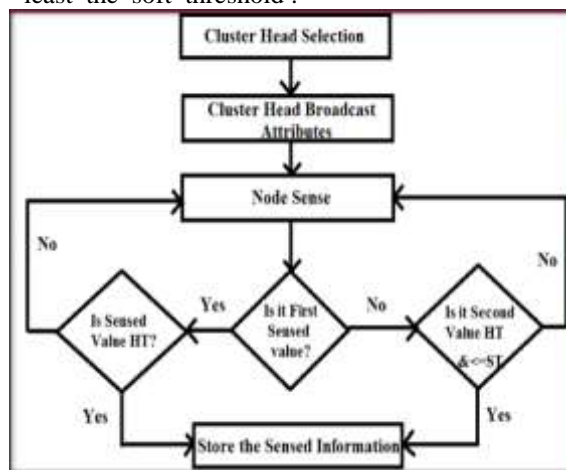 least the soft threshold .
Cluster Head Selection
Cluster Head Broadcast
Attributes
Node Sense
No
No
Is Sensed
Value HT?
Yes
Is it First
Sensed
value?
No
Is it Second
Value HT
&<=ST
Yes
Yes
Store the Sensed Information